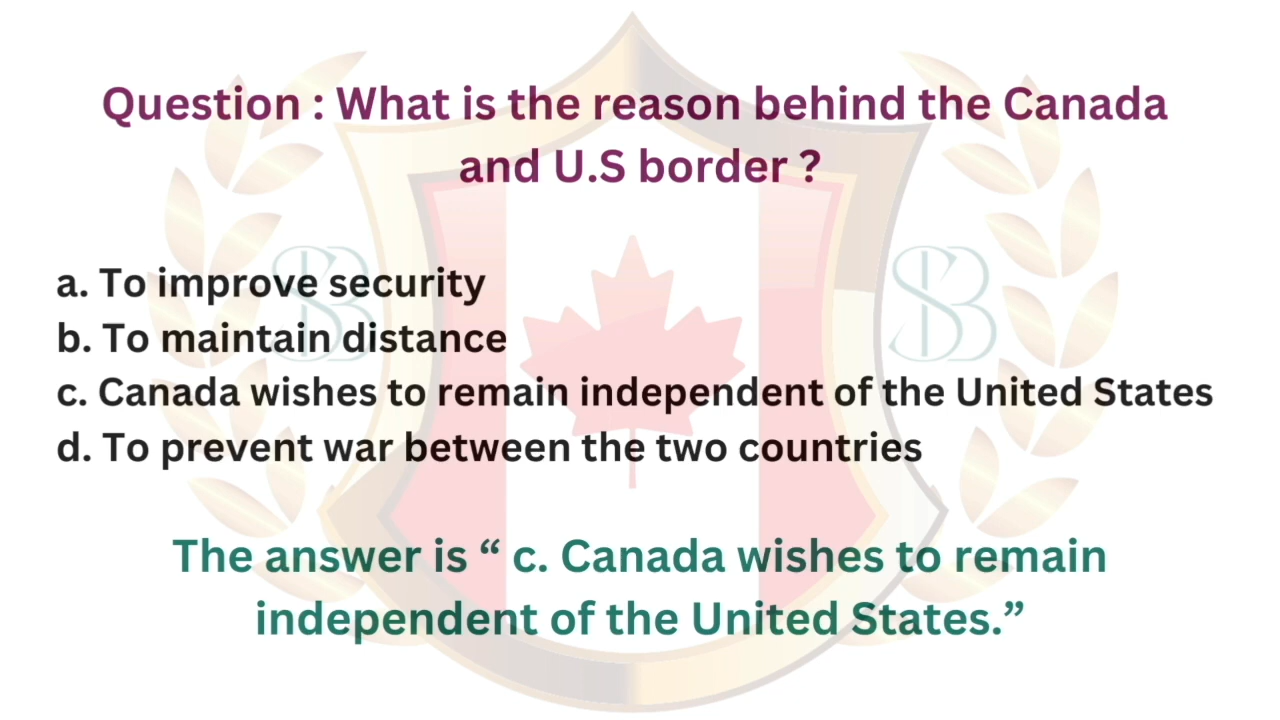 Question : What is the reason behind the Canada
and U.S border ?
a. To improve security
b. To maintain distance
c. Canada wishes to remain independent of the United States
d. To prevent war between the two countries
The answer is “ c. Canada wishes to remain
independent of the United States.”
SB
SB